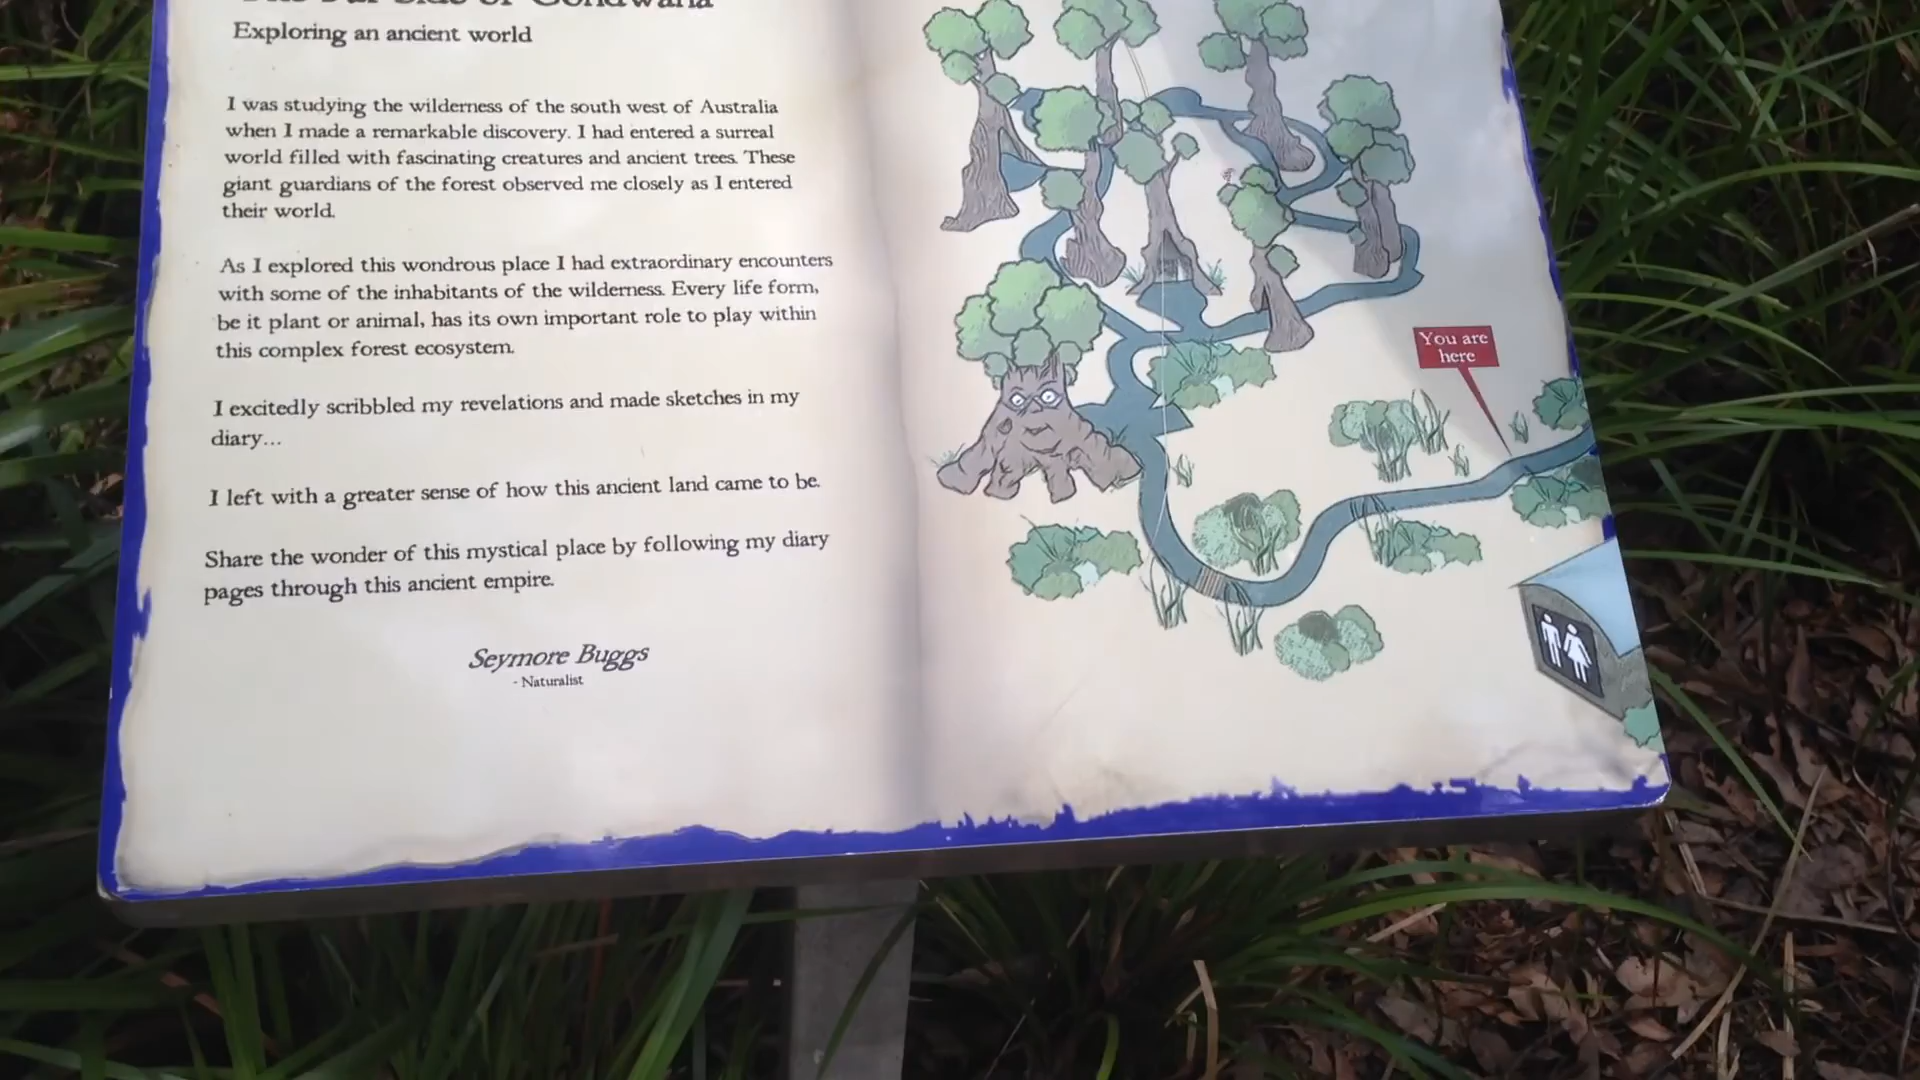 The Far Side of Gondwana
Exploring an ancient world
I was studying the wilderness of the south west of Australia
when I made a remarkable discovery. I had entered a surreal
world filled with fascinating creatures and ancient trees. These
giant guardians of the forest observed me closely as I entered
their world.
As I explored this wondrous place I had extraordinary encounters
with some of the inhabitants of the wilderness. Every life form,
be it plant or animal, has its own important role to play within
this complex forest ecosystem.
I excitedly scribbled my revelations and made sketches in my
diary...
I left with a greater sense of how this ancient land came to be.
Share the wonder of this mystical place by following my diary
pages through this ancient empire.
Seymore Buggs
- Naturalist
You are
here